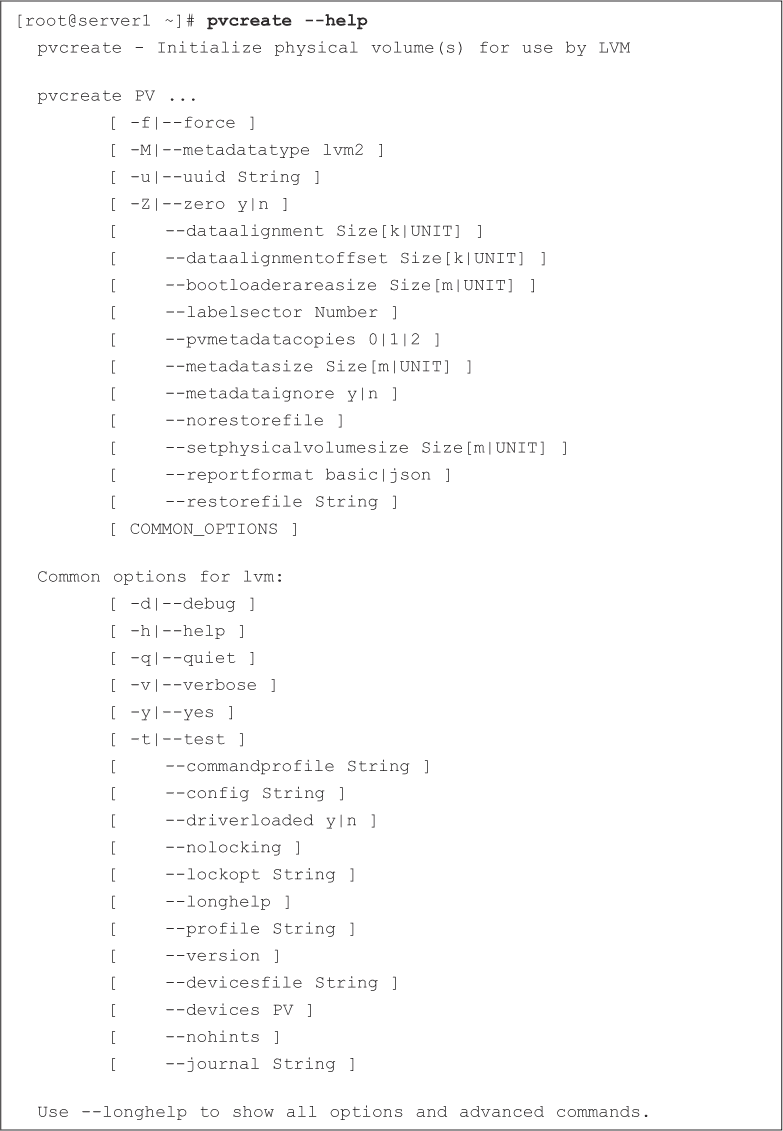 [root@server1 ~]# pvcreate --help
pvcreate - Initialize physical volume(s) for use by LVM
pvcreate PV ...
[ -f|--force ]
[ -M|--metadatatype lvm2 ]
[ -u|--uuid String ]
[ -Z|--zero y|n ]
[ --dataalignment Size[k|UNIT] ]
[ --dataalignmentoffset Size[k|UNIT] ]
[ --bootloaderareasize Size[m|UNIT] ]
[ --labelsector Number ]
[ --pvmetadatacopies 0|1|2 ]
[ --metadatasize Size[m|UNIT] ]
[ --metadataignore y|n ]
[ --norestorefile ]
[ --setphysicalvolumesize Size[m|UNIT] ]
[ --reportformat basic|json ]
[ --restorefile String ]
[ COMMON_OPTIONS ]
Common options for lvm:
[ -d|--debug ]
[ -h|--help ]
[ -q|--quiet ]
[ -v|--verbose ]
[ -y|--yes ]
[ -t|--test ]
[ --commandprofile String ]
[ --config String ]
[ --driverloaded y|n ]
[ --nolocking ]
[ --lockopt String ]
[ --longhelp ]
[ --profile String ]
[ --version ]
[ --devicesfile String ]
[ --devices PV ]
[ --nohints ]
[ --journal String ]
Use --longhelp to show all options and advanced commands.